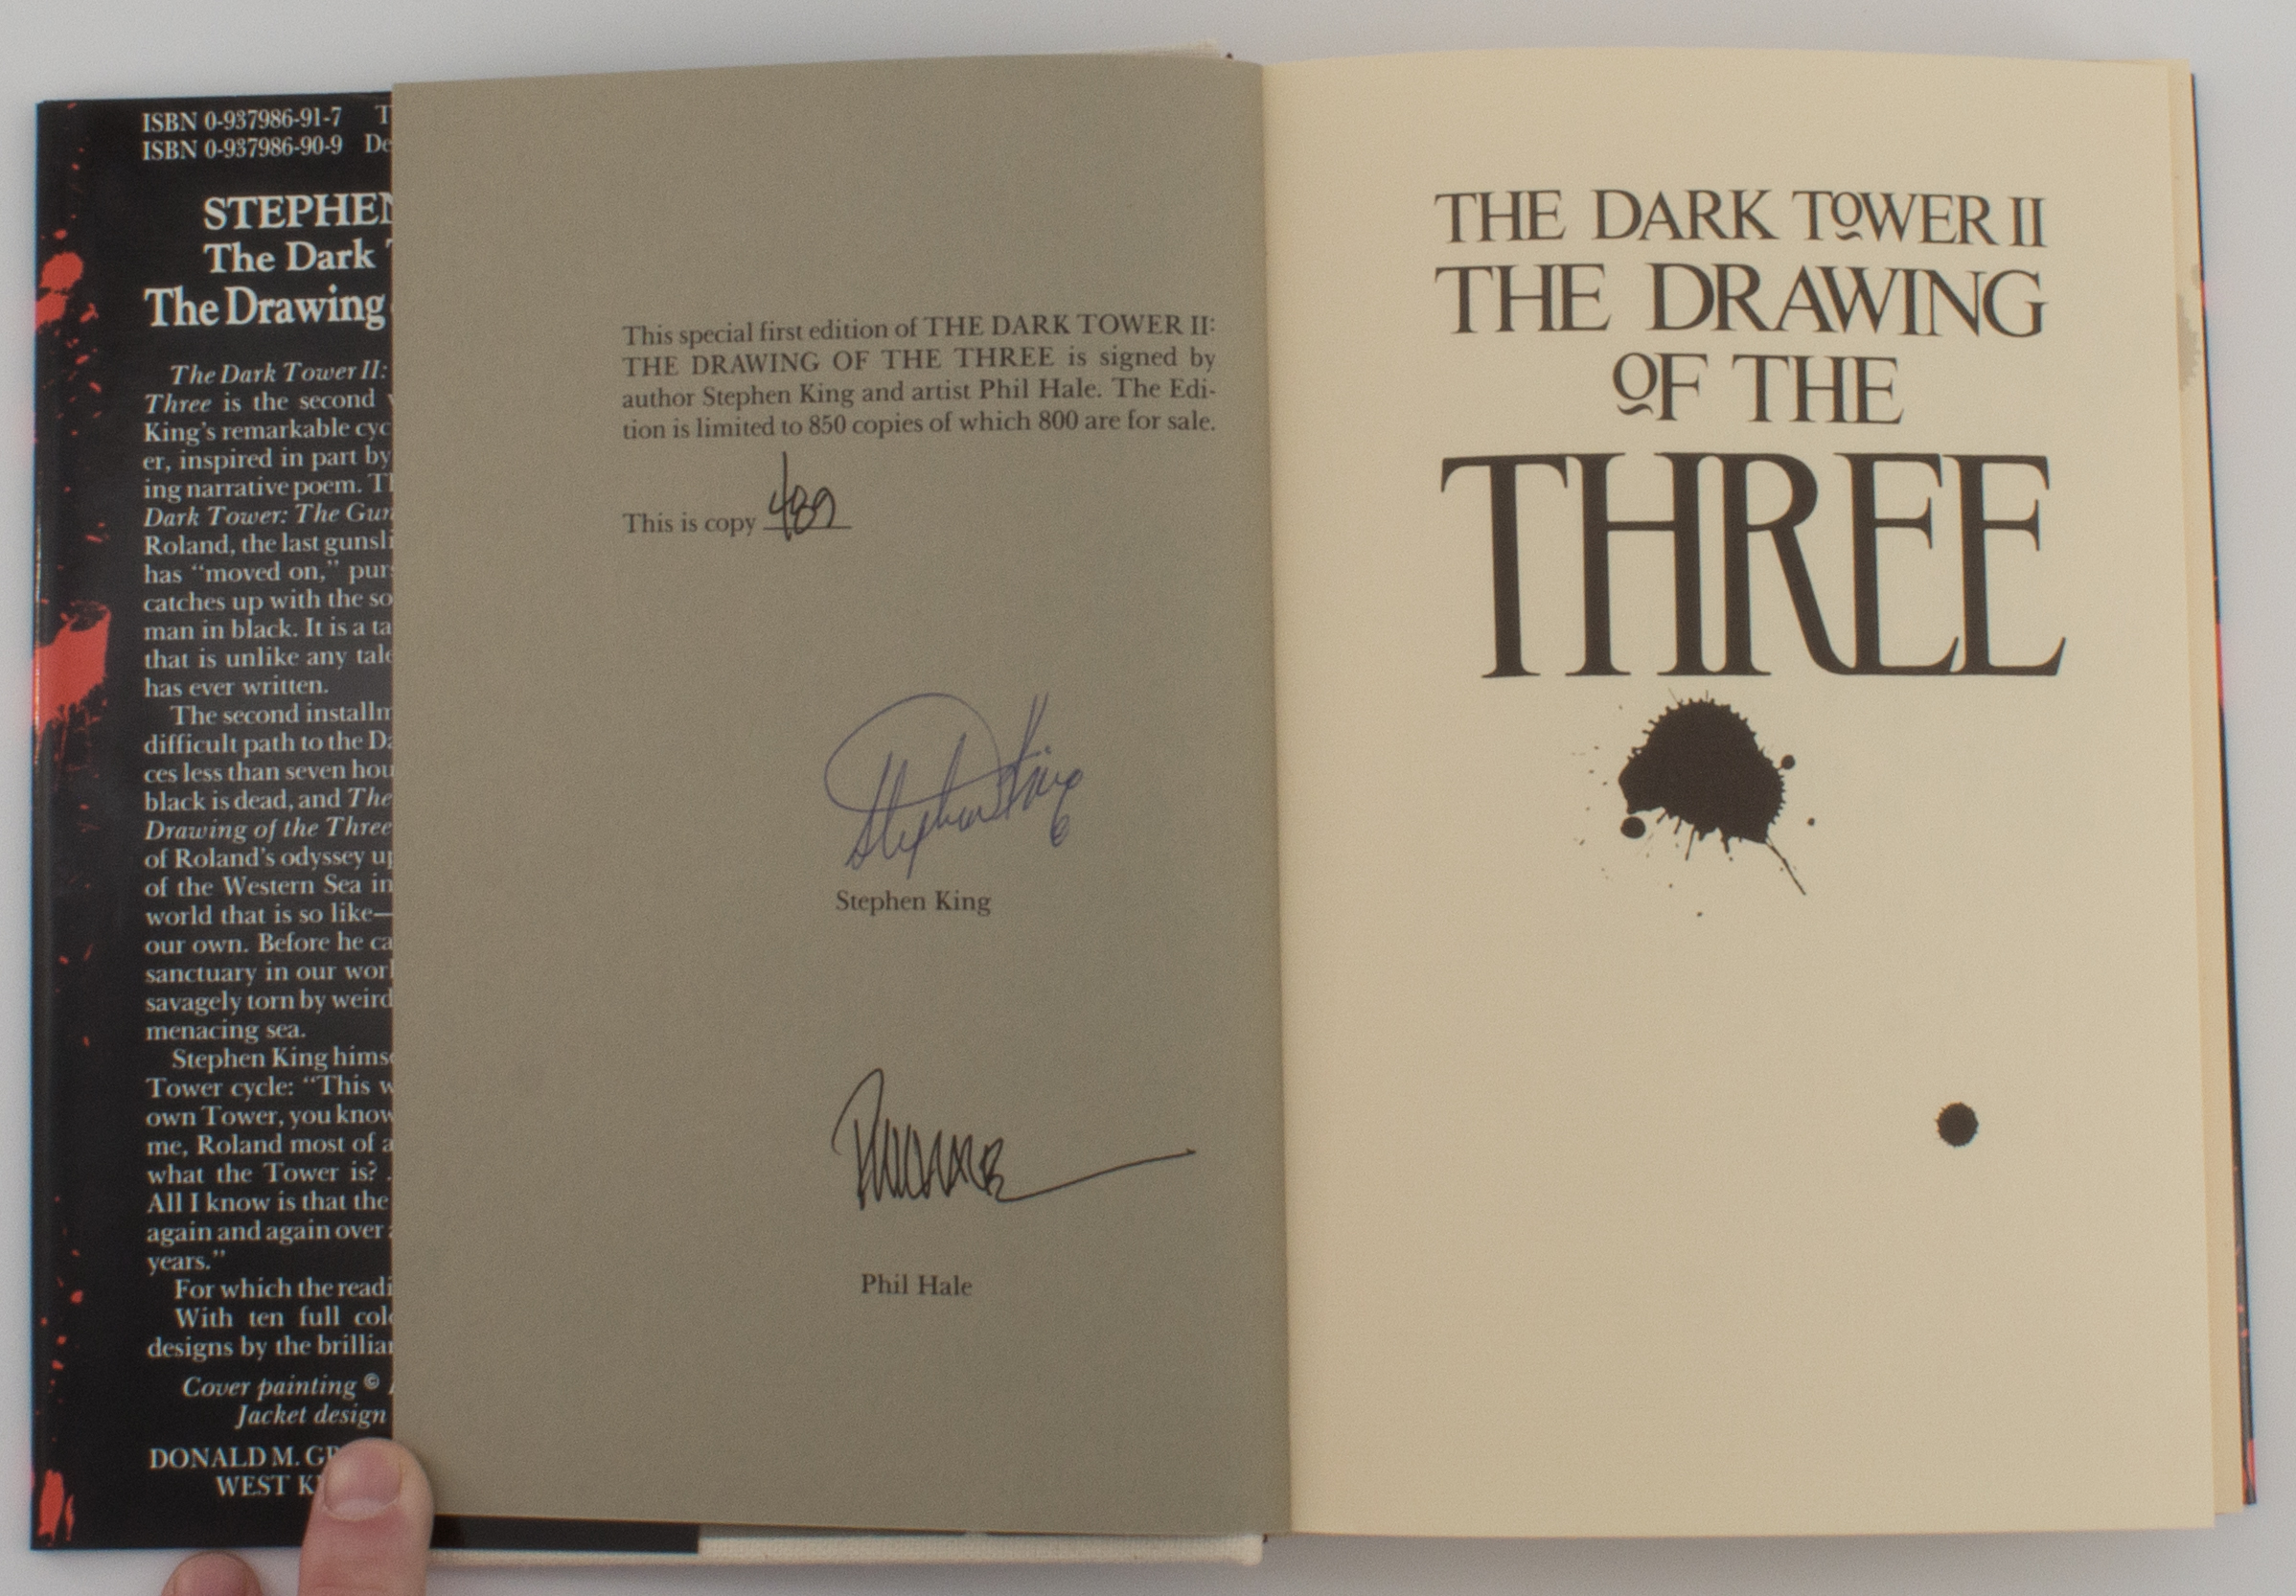 ISBN 0-937986-91-7 T
ISBN 0-937986-90-9 De
STEPHEN
The Dark T
The Drawing
The Dark Tower II:
Three is the second
King's remarkable cyc
er, inspired in part by
ing narrative poem. Th
Dark Tower: The Gun
Roland, the last gunsli
has “moved on,” purs
catches up with the so
man in black. It is a ta
that is unlike any tale
has ever written.
The second installm
difficult path to the Da
ces less than seven hou
black is dead, and The
Drawing of the Three
of Roland's odyssey up
of the Western Sea in
world that is so like—
our own. Before he ca
sanctuary in our worl
savagely torn by weird
menacing sea.
Stephen King himse
Tower cycle: “This w
own Tower, you know
me, Roland most of a
what the Tower is? .
All I know is that the
again and again over
years.”
For which the readi
With ten full colo
designs by the brillian
Cover painting ©
Jacket design
DONALD M. GR
WEST K
This special first edition of THE DARK TOWER II:
THE DRAWING OF THE THREE is signed by
author Stephen King and artist Phil Hale. The Edi-
tion is limited to 850 copies of which 800 are for sale.
This is copy 489
Stephen King
Stephen King
Phil Hale
Phil Hale
THE DARK TOWER II
THE DRAWING
OF THE
THREE